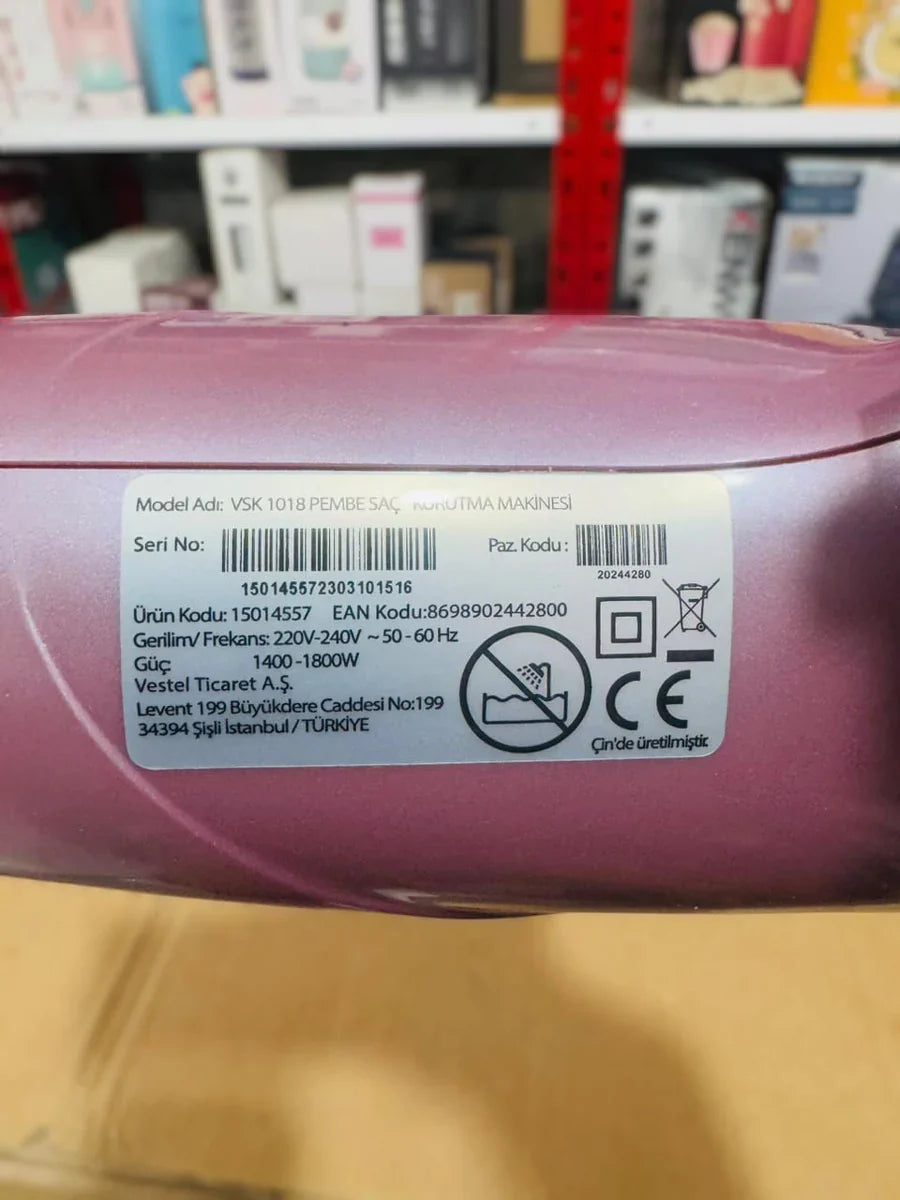 Model Adı: VSK 1018 PEMBE SAÇ KURUTMA MAKİNESİ
Seri No:
Paz. Kodu :
150145572303101516
20244280
Ürün Kodu: 15014557 EAN Kodu:8698902442800
Gerilim/ Frekans: 220V-240V ~ 50 - 60 Hz
Güç: 1400 -1800W
Vestel Ticaret A.Ş.
Levent 199 Büyükdere Caddesi No:199
34394 Şişli İstanbul / TÜRKİYE
CE
Çin'de üretilmiştir.